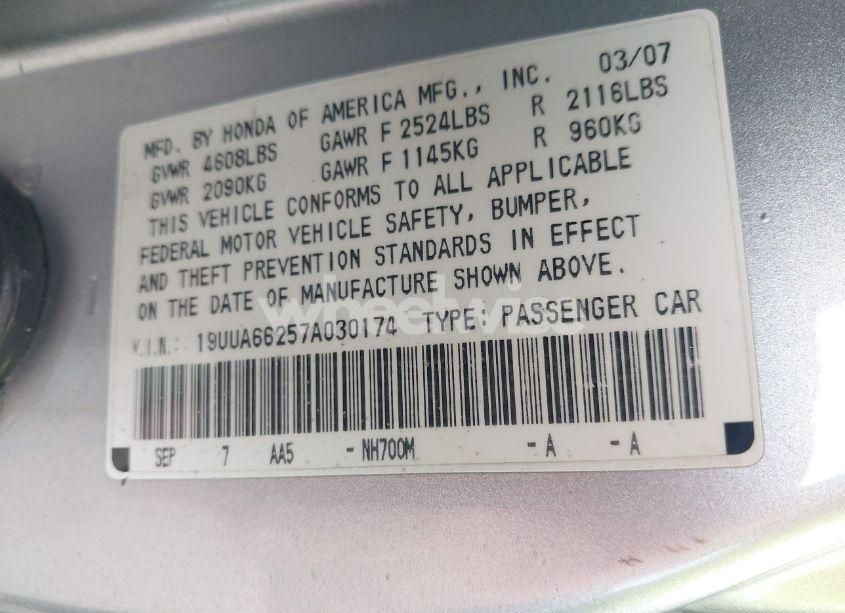 MFD. BY HONDA OF AMERICA MFG., INC. 03/07
GVWR 4608LBS GAWR F 2524LBS R 2116LBS
GVWR 2090KG GAWR F 1145KG R 960KG
THIS VEHICLE CONFORMS TO ALL APPLICABLE
FEDERAL MOTOR VEHICLE SAFETY, BUMPER,
AND THEFT PREVENTION STANDARDS IN EFFECT
ON THE DATE OF MANUFACTURE SHOWN ABOVE.
V.I.N.: 19UUA66257A030174 TYPE: PASSENGER CAR
SEP 7 AA5 -NH700M -A -A